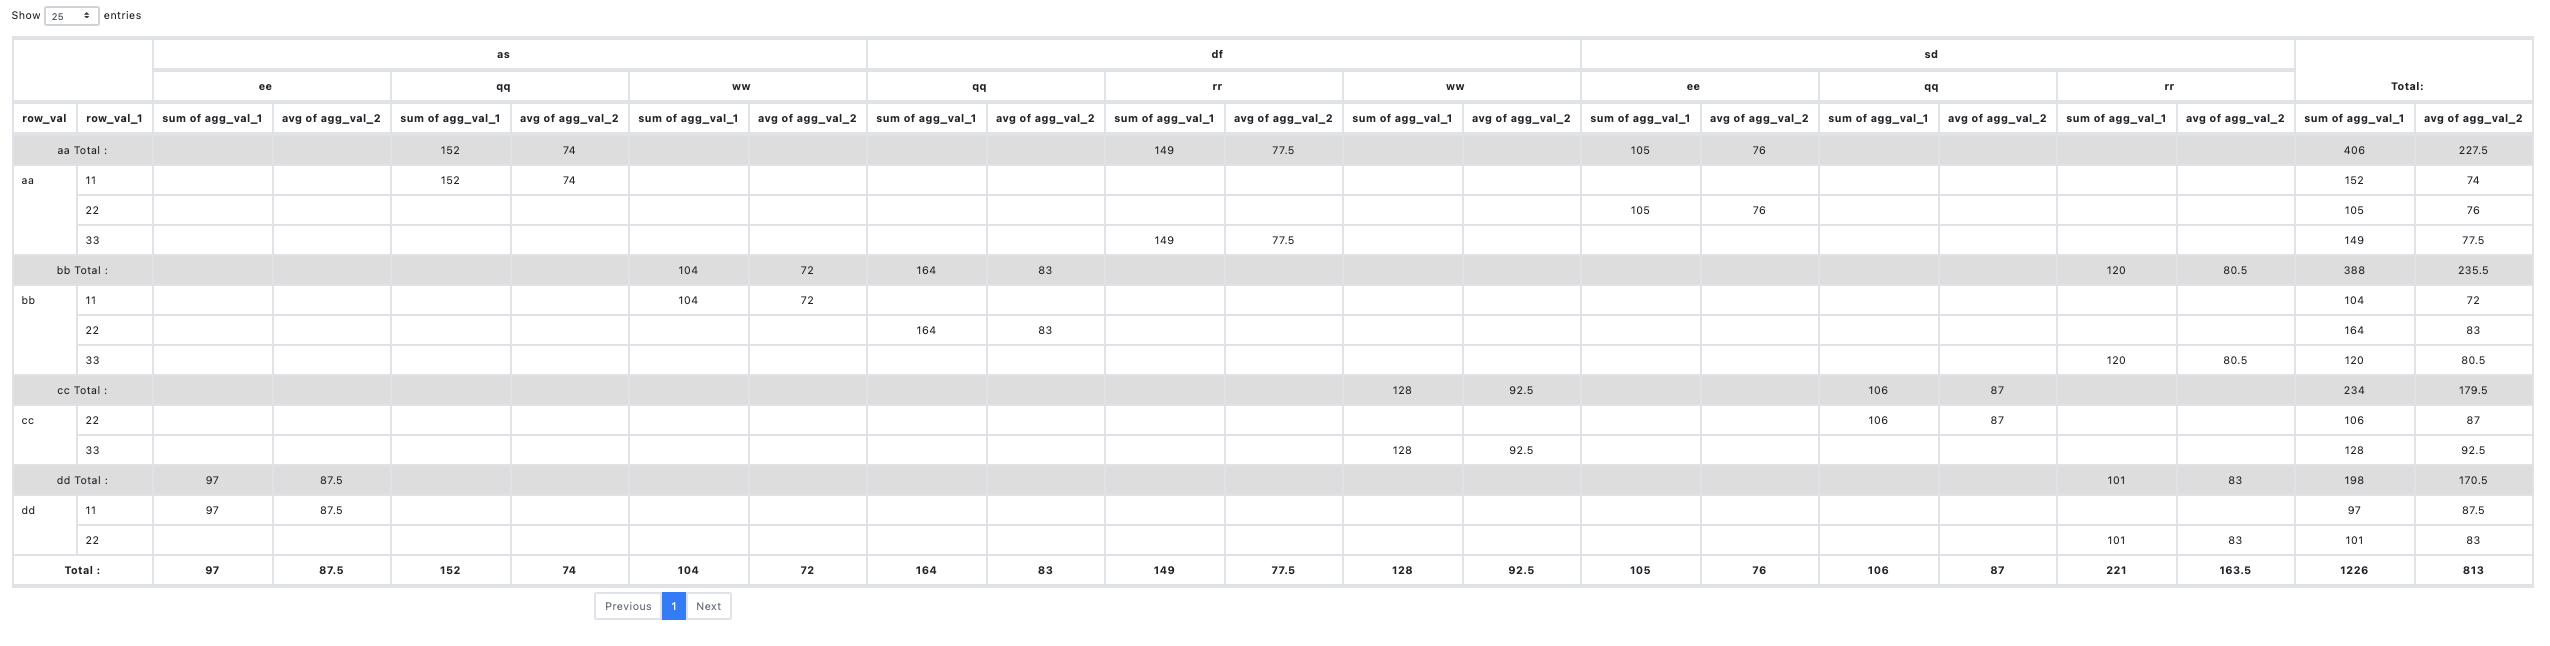 Show 25 entries
as df sd
ee qq ww qq rr ww ee qq rr Total:
row_val row_val_1 sum of agg_val_1 avg of agg_val_2 sum of agg_val_1 avg of agg_val_2 sum of agg_val_1 avg of agg_val_2 sum of agg_val_1 avg of agg_val_2 sum of agg_val_1 avg of agg_val_2 sum of agg_val_1 avg of agg_val_2 sum of agg_val_1 avg of agg_val_2 sum of agg_val_1 avg of agg_val_2 sum of agg_val_1 avg of agg_val_2 sum of agg_val_1 avg of agg_val_2
aa Total : 152 74 149 77.5 105 76 406 227.5
aa 11 152 74 152 74
22 105 76 105 76
33 149 77.5 149 77.5
bb Total : 104 72 164 83 120 80.5 388 235.5
bb 11 104 72 104 72
22 164 83 164 83
33 120 80.5 120 80.5
cc Total : 128 92.5 106 87 234 179.5
cc 22 106 87 106 87
33 128 92.5 128 92.5
dd Total : 97 87.5 101 83 198 170.5
dd 11 97 87.5 97 87.5
22 101 83 101 83
Total : 97 87.5 152 74 104 72 164 83 149 77.5 128 92.5 105 76 106 87 221 163.5 1226 813
Previous 1 Next